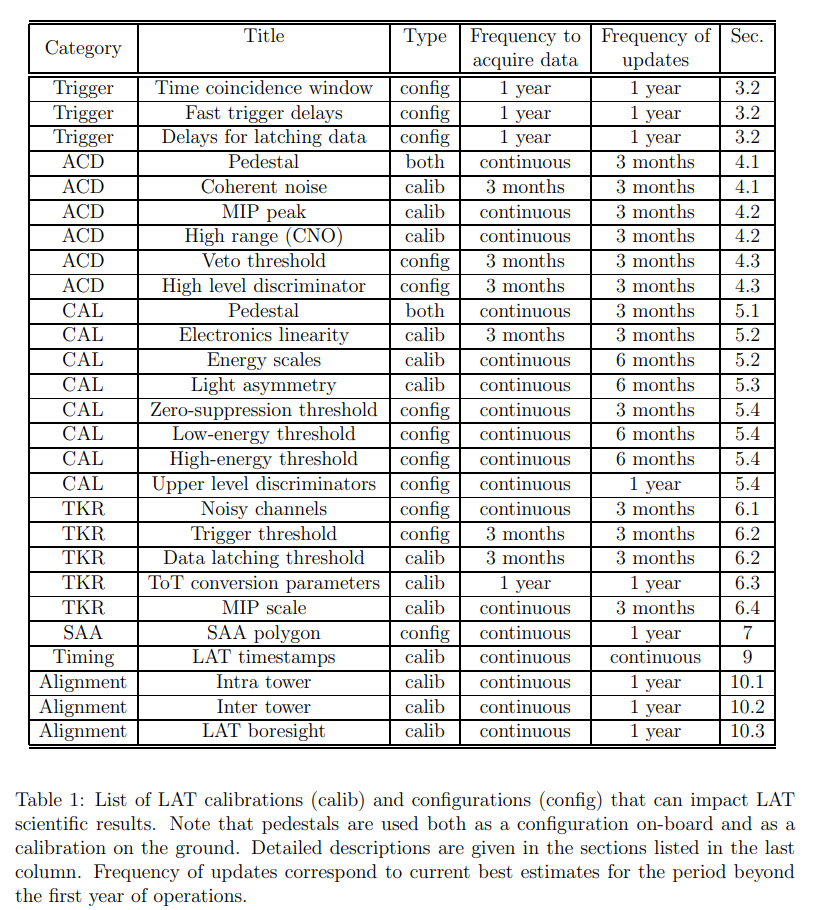 Category Title Type Frequency to acquire data Frequency of updates Sec.
Trigger Time coincidence window config 1 year 1 year 3.2
Trigger Fast trigger delays config 1 year 1 year 3.2
Trigger Delays for latching data config 1 year 1 year 3.2
ACD Pedestal both continuous 3 months 4.1
ACD Coherent noise calib 3 months 3 months 4.1
ACD MIP peak calib continuous 3 months 4.2
ACD High range (CNO) calib continuous 3 months 4.2
ACD Veto threshold config 3 months 3 months 4.3
ACD High level discriminator config 3 months 3 months 4.3
CAL Pedestal both continuous 3 months 5.1
CAL Electronics linearity calib 3 months 3 months 5.2
CAL Energy scales calib continuous 6 months 5.2
CAL Light asymmetry calib continuous 6 months 5.3
CAL Zero-suppression threshold config continuous 3 months 5.4
CAL Low-energy threshold config continuous 6 months 5.4
CAL High-energy threshold config continuous 6 months 5.4
CAL Upper level discriminators config continuous 1 year 5.4
TKR Noisy channels config continuous 3 months 6.1
TKR Trigger threshold config 3 months 3 months 6.2
TKR Data latching threshold calib 3 months 3 months 6.2
TKR ToT conversion parameters calib 1 year 1 year 6.3
TKR MIP scale calib continuous 3 months 6.4
SAA SAA polygon config continuous 1 year 7
Timing LAT timestamps calib continuous continuous 9
Alignment Intra tower calib continuous 1 year 10.1
Alignment Inter tower calib continuous 1 year 10.2
Alignment LAT boresight calib continuous 1 year 10.3
Table 1: List of LAT calibrations (calib) and configurations (config) that can impact LAT
scientific results. Note that pedestals are used both as a configuration on-board and as a
calibration on the ground. Detailed descriptions are given in the sections listed in the last
column. Frequency of updates correspond to current best estimates for the period beyond
the first year of operations.